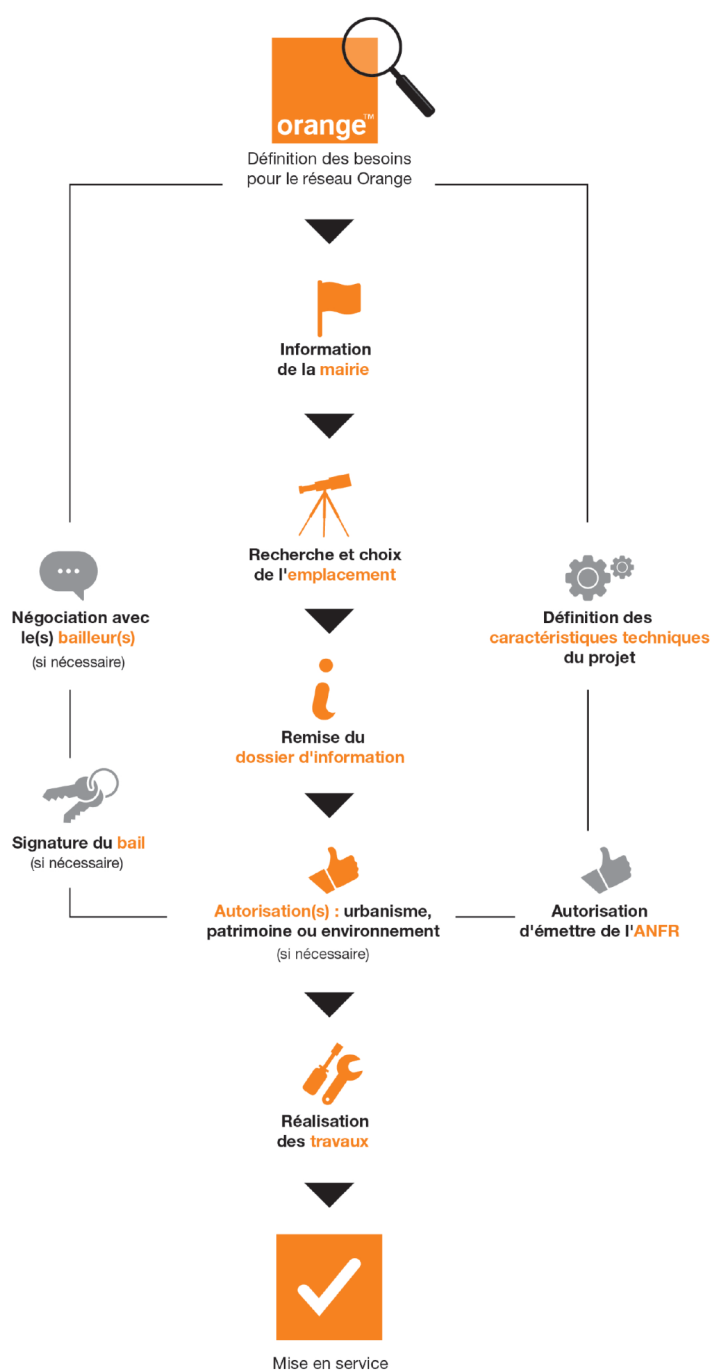 orange™
Définition des besoins
pour le réseau Orange
Information
de la mairie
Recherche et choix
de l'emplacement
Négociation avec
le(s) bailleur(s)
(si nécessaire)
Définition des
caractéristiques techniques
du projet
Remise du
dossier d'information
Signature du bail
(si nécessaire)
Autorisation(s) : urbanisme,
patrimoine ou environnement
(si nécessaire)
Autorisation
d'émettre de l'ANFR
Réalisation
des travaux
Mise en service